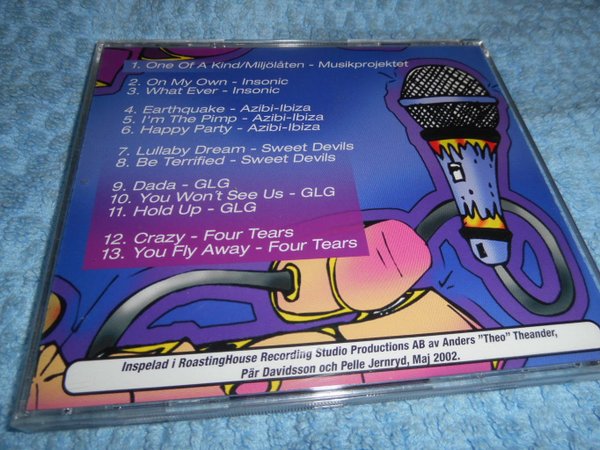 1. One Of A Kind/Miljölåten - Musikprojektet
2. On My Own - Insonic
3. What Ever - Insonic
4. Earthquake - Azibi-Ibiza
5. I'm The Pimp - Azibi-Ibiza
6. Happy Party - Azibi-Ibiza
7. Lullaby Dream - Sweet Devils
8. Be Terrified - Sweet Devils
9. Dada - GLG
10. You Won't See Us - GLG
11. Hold Up - GLG
12. Crazy - Four Tears
13. You Fly Away - Four Tears
Inspelad i RoastingHouse Recording Studio Productions AB av Anders "Theo" Theander,
Pär Davidsson och Pelle Jernryd, Maj 2002.